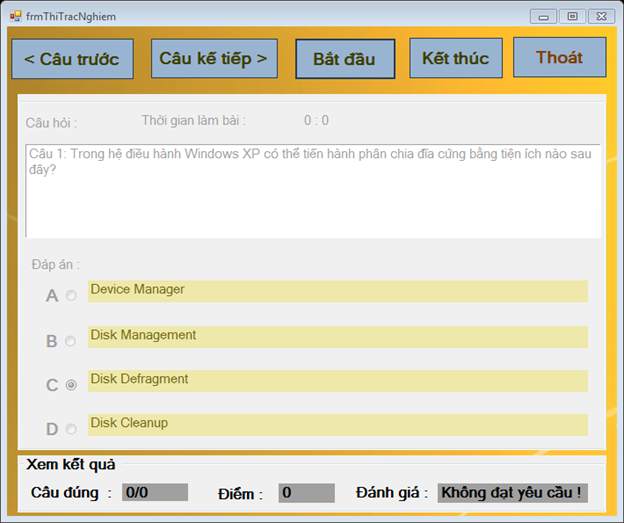 frmThiTracNghiem
< Câu trước
Câu kế tiếp >
Bắt đầu
Kết thúc
Thoát
Câu hỏi :
Thời gian làm bài :
0 : 0
Câu 1: Trong hệ điều hành Windows XP có thể tiến hành phân chia đĩa cứng bằng tiện ích nào sau
đây?
Đáp án :
A
Device Manager
B
Disk Management
C
Disk Defragment
D
Disk Cleanup
Xem kết quả
Câu đúng :
0/0
Điểm :
0
Đánh giá :
Không đạt yêu cầu !